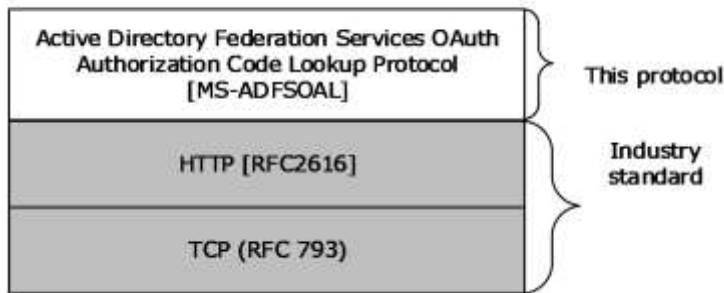 Active Directory Federation Services OAuth
Authorization Code Lookup Protocol
[MS-ADFSOAL]
This protocol
HTTP [RFC2616]
Industry
standard
TCP (RFC 793)